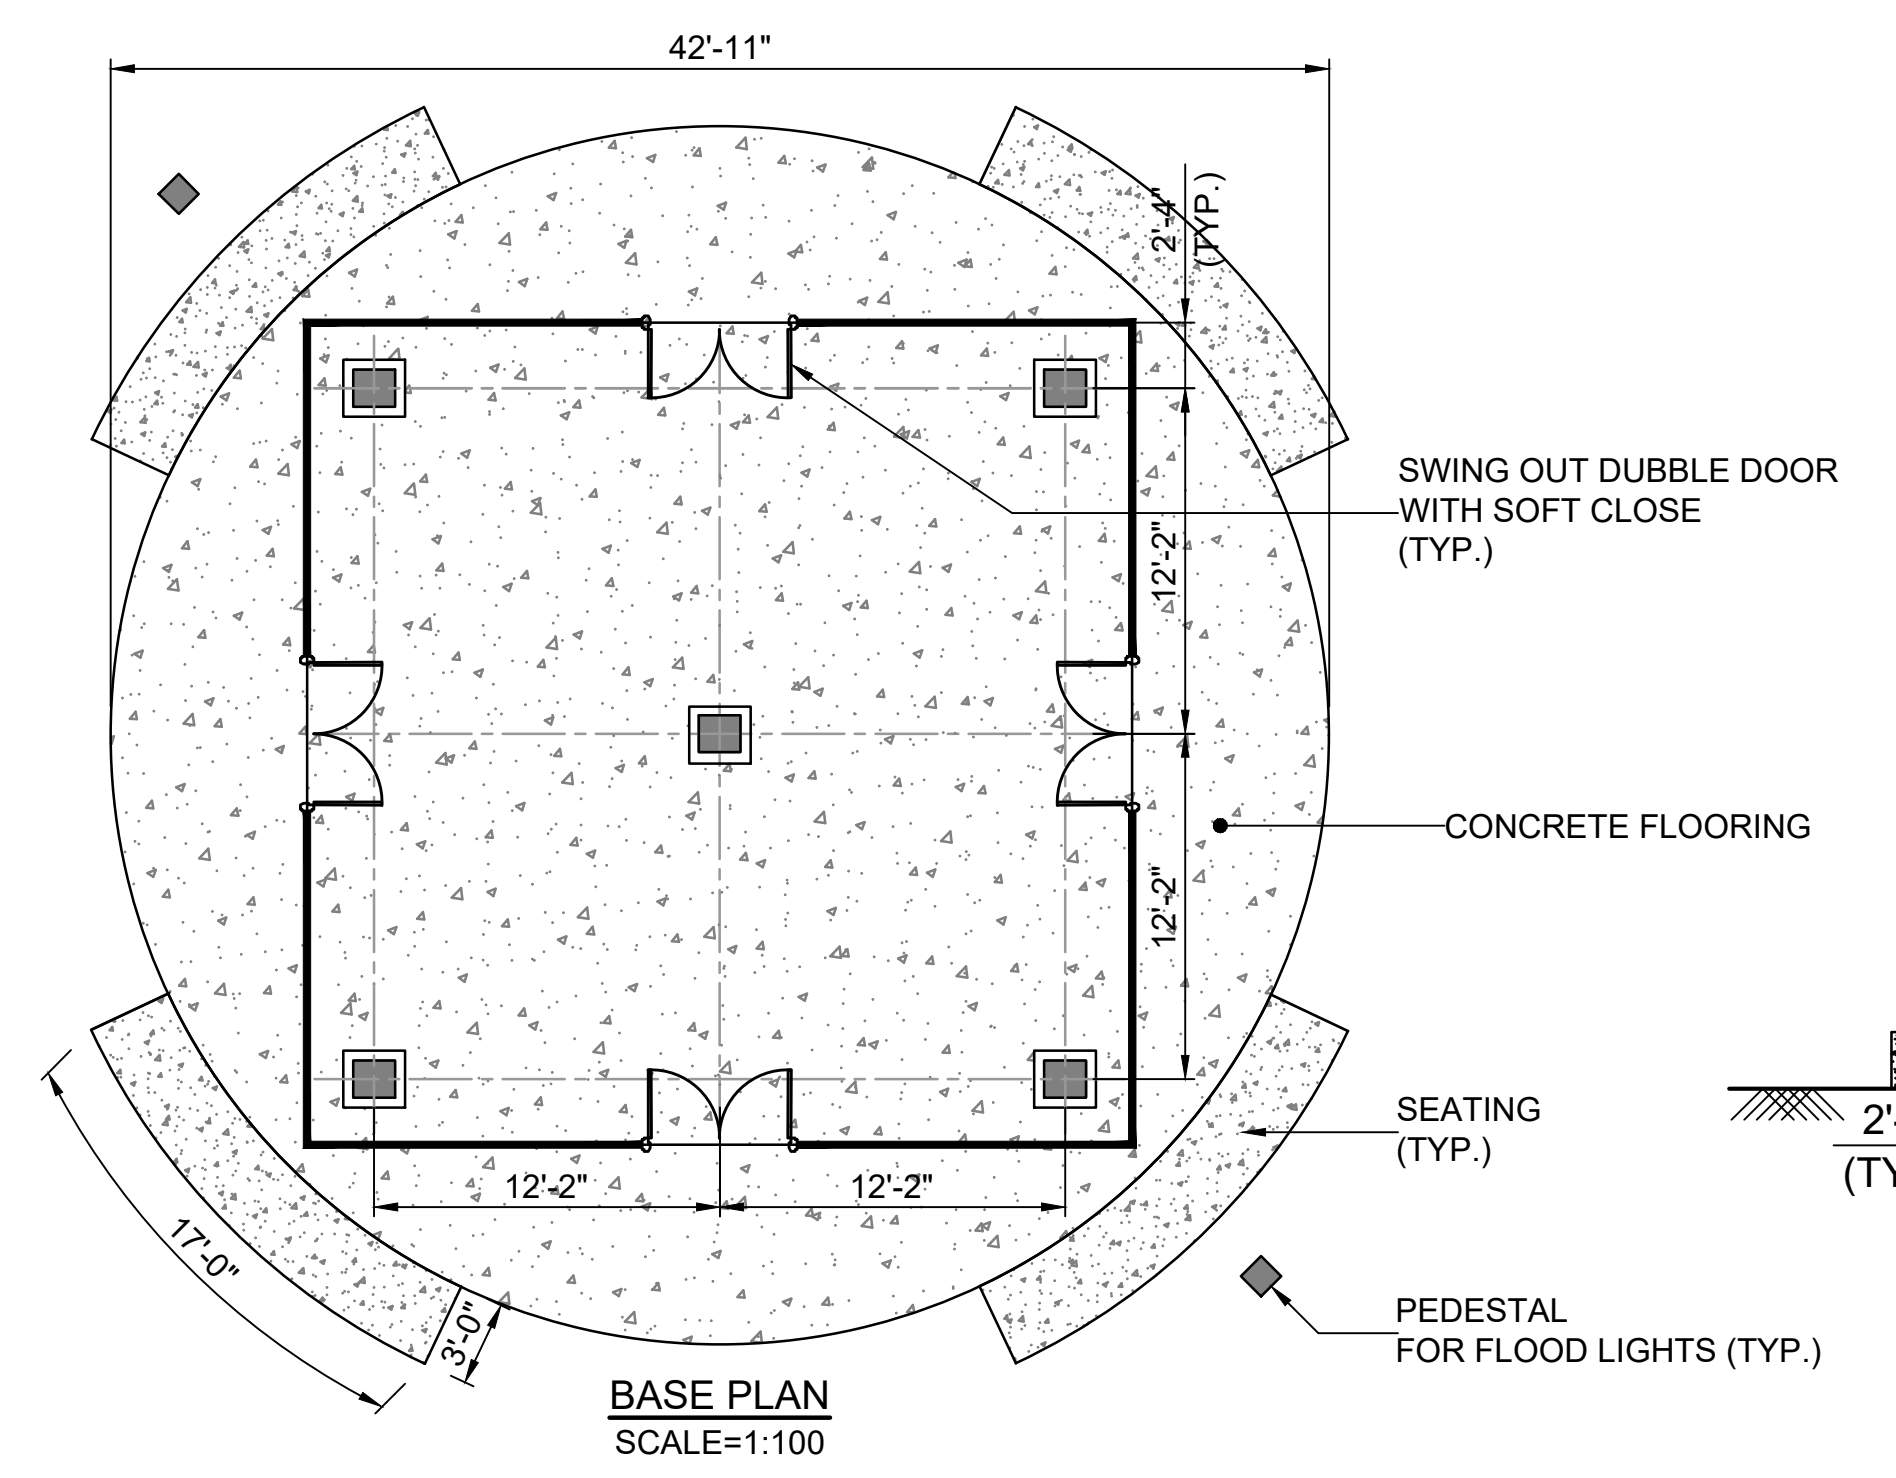 42'-11"
2'-4"
(TYP.)
SWING OUT DUBBLE DOOR
WITH SOFT CLOSE
(TYP.)
12'-2"
CONCRETE FLOORING
12'-2"
SEATING
(TYP.)
12'-2"
12'-2"
17'-0"
3'-0"
PEDESTAL
FOR FLOOD LIGHTS (TYP.)
BASE PLAN
SCALE=1:100